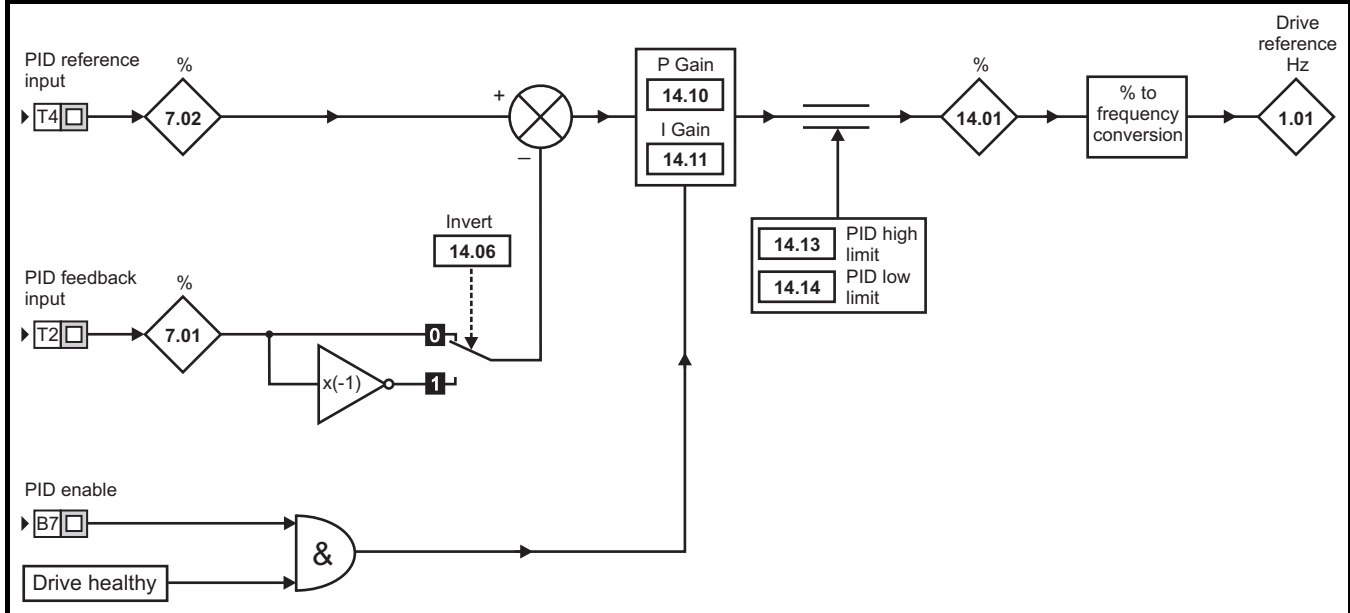 PID reference
input
T4
%
7.02
+
–
P Gain
14.10
I Gain
14.11
%
14.01
% to
frequency
conversion
Drive
reference
Hz
1.01
Invert
14.06
14.13
PID high
limit
14.14
PID low
limit
PID feedback
input
T2
%
7.01
0
x(-1)
1
PID enable
B7
&
Drive healthy